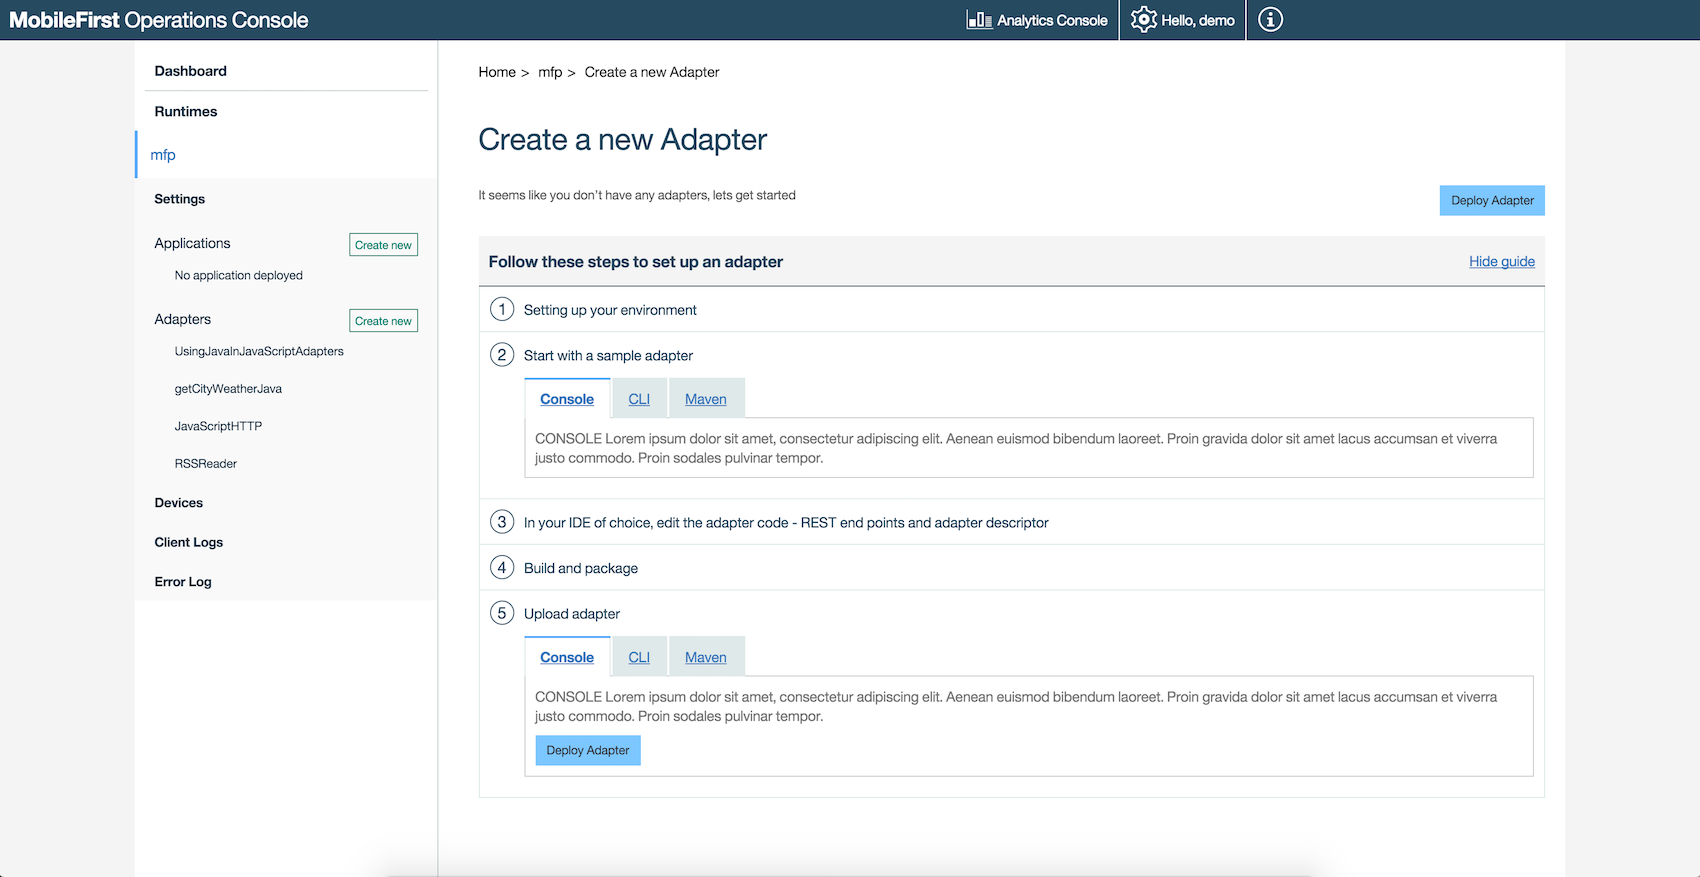 MobileFirst Operations Console
Analytics Console
Hello, demo
Dashboard
Runtimes
mfp
Settings
Applications
Create new
No application deployed
Adapters
Create new
UsingJavaInJavaScriptAdapters
getCityWeatherJava
JavaScriptHTTP
RSSReader
Devices
Client Logs
Error Log
Home > mfp > Create a new Adapter
Create a new Adapter
It seems like you don't have any adapters, lets get started
Deploy Adapter
Follow these steps to set up an adapter
Hide guide
1 Setting up your environment
2 Start with a sample adapter
Console CLI Maven
CONSOLE Lorem ipsum dolor sit amet, consectetur adipiscing elit. Aenean euismod bibendum laoreet. Proin gravida dolor sit amet lacus accumsan et viverra
justo commodo. Proin sodales pulvinar tempor.
3 In your IDE of choice, edit the adapter code - REST end points and adapter descriptor
4 Build and package
5 Upload adapter
Console CLI Maven
CONSOLE Lorem ipsum dolor sit amet, consectetur adipiscing elit. Aenean euismod bibendum laoreet. Proin gravida dolor sit amet lacus accumsan et viverra
justo commodo. Proin sodales pulvinar tempor.
Deploy Adapter